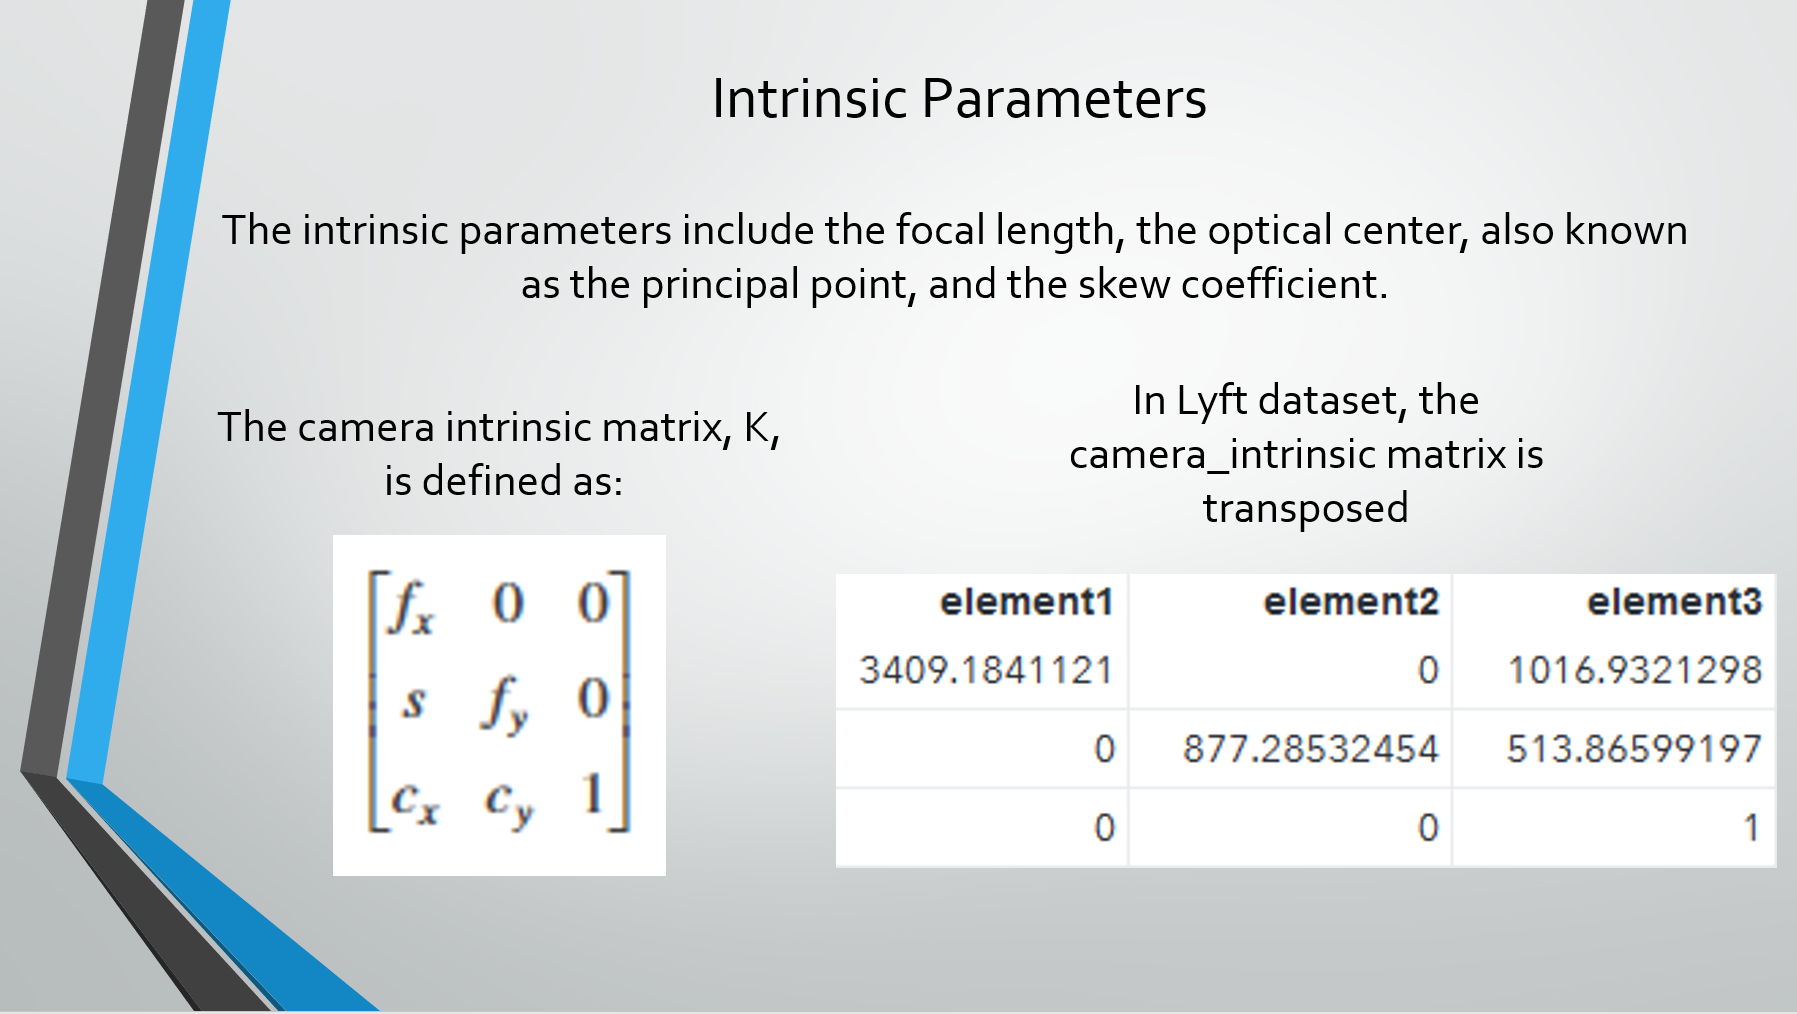 Intrinsic Parameters
The intrinsic parameters include the focal length, the optical center, also known
as the principal point, and the skew coefficient.
The camera intrinsic matrix, K,
is defined as:
fx 0 0
s fy 0
cx cy 1
In Lyft dataset, the
camera_intrinsic matrix is
transposed
element1 element2 element3
3409.1841121 0 1016.9321298
0 877.28532454 513.86599197
0 0 1